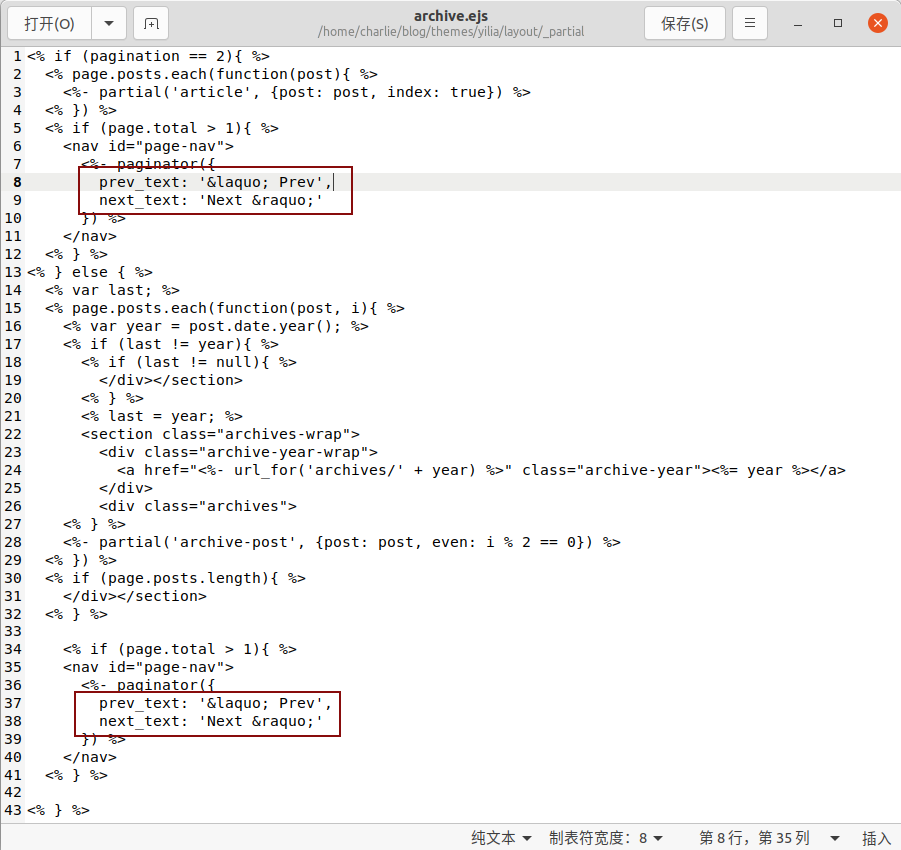 打开(O)
archive.ejs
/home/charlie/blog/themes/yilia/layout/_partial
保存(S)
1 <% if (pagination == 2){ %>
2   <% page.posts.each(function(post){ %>
3     <%- partial('article', {post: post, index: true}) %>
4   <% }) %>
5   <% if (page.total > 1){ %>
6     <nav id="page-nav">
7       <%- paginator({
8         prev_text: '&laquo; Prev',
9         next_text: 'Next &raquo;'
10       }) %>
11     </nav>
12   <% } %>
13 <% } else { %>
14   <% var last; %>
15   <% page.posts.each(function(post, i){ %>
16     <% var year = post.date.year(); %>
17     <% if (last != year){ %>
18       <% if (last != null){ %>
19         </div></section>
20       <% } %>
21       <% last = year; %>
22       <section class="archives-wrap">
23         <div class="archive-year-wrap">
24           <a href="<%- url_for('archives/' + year) %>" class="archive-year"><%= year %></a>
25         </div>
26         <div class="archives">
27     <% } %>
28     <%- partial('archive-post', {post: post, even: i % 2 == 0}) %>
29   <% }) %>
30   <% if (page.posts.length){ %>
31     </div></section>
32   <% } %>
33
34     <% if (page.total > 1){ %>
35     <nav id="page-nav">
36       <%- paginator({
37         prev_text: '&laquo; Prev',
38         next_text: 'Next &raquo;'
39       }) %>
40     </nav>
41   <% } %>
42
43 <% } %>
纯文本 制表符宽度：8 第 8 行，第 35 列 插入